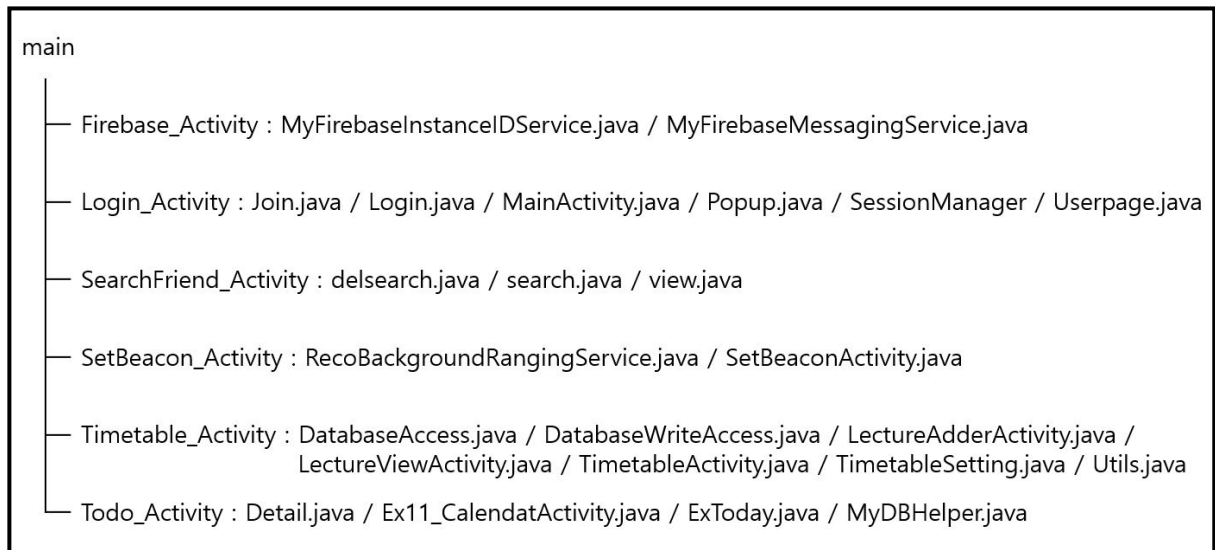 main
Firebase_Activity : MyFirebaseInstanceIDService.java / MyFirebaseMessagingService.java
Login_Activity : Join.java / Login.java / MainActivity.java / Popup.java / SessionManager / Userpage.java
SearchFriend_Activity : delsearch.java / search.java / view.java
SetBeacon_Activity : RecoBackgroundRangingService.java / SetBeaconActivity.java
Timetable_Activity : DatabaseAccess.java / DatabaseWriteAccess.java / LectureAdderActivity.java /
LectureViewActivity.java / TimetableActivity.java / TimetableSetting.java / Utils.java
Todo_Activity : Detail.java / Ex11_CalendatActivity.java / ExToday.java / MyDBHelper.java